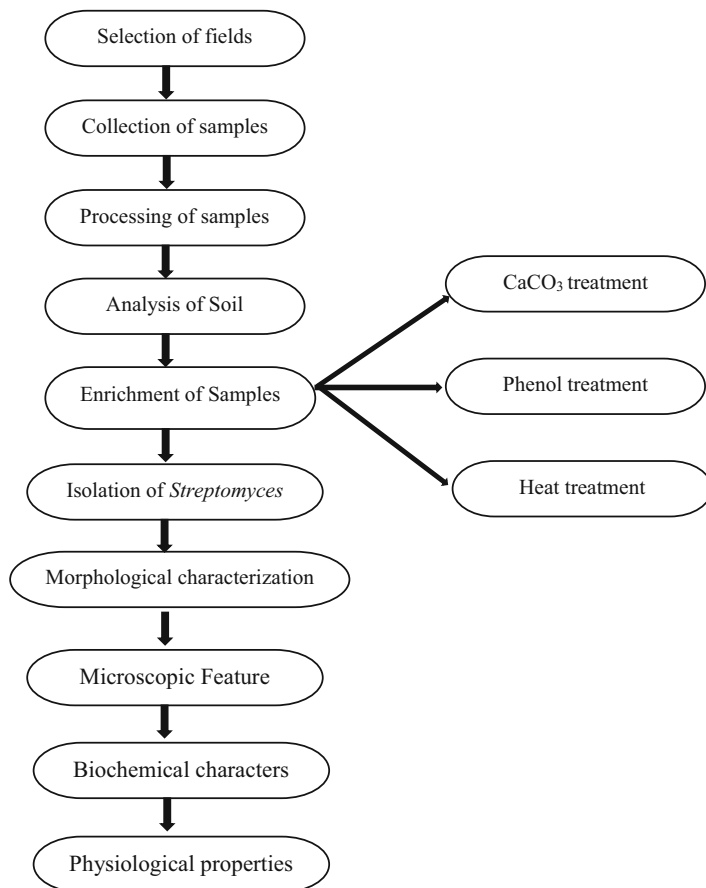 Selection of fields
Collection of samples
Processing of samples
CaCO₃ treatment
Analysis of Soil
Enrichment of Samples
Phenol treatment
Isolation of Streptomyces
Heat treatment
Morphological characterization
Microscopic Feature
Biochemical characters
Physiological properties